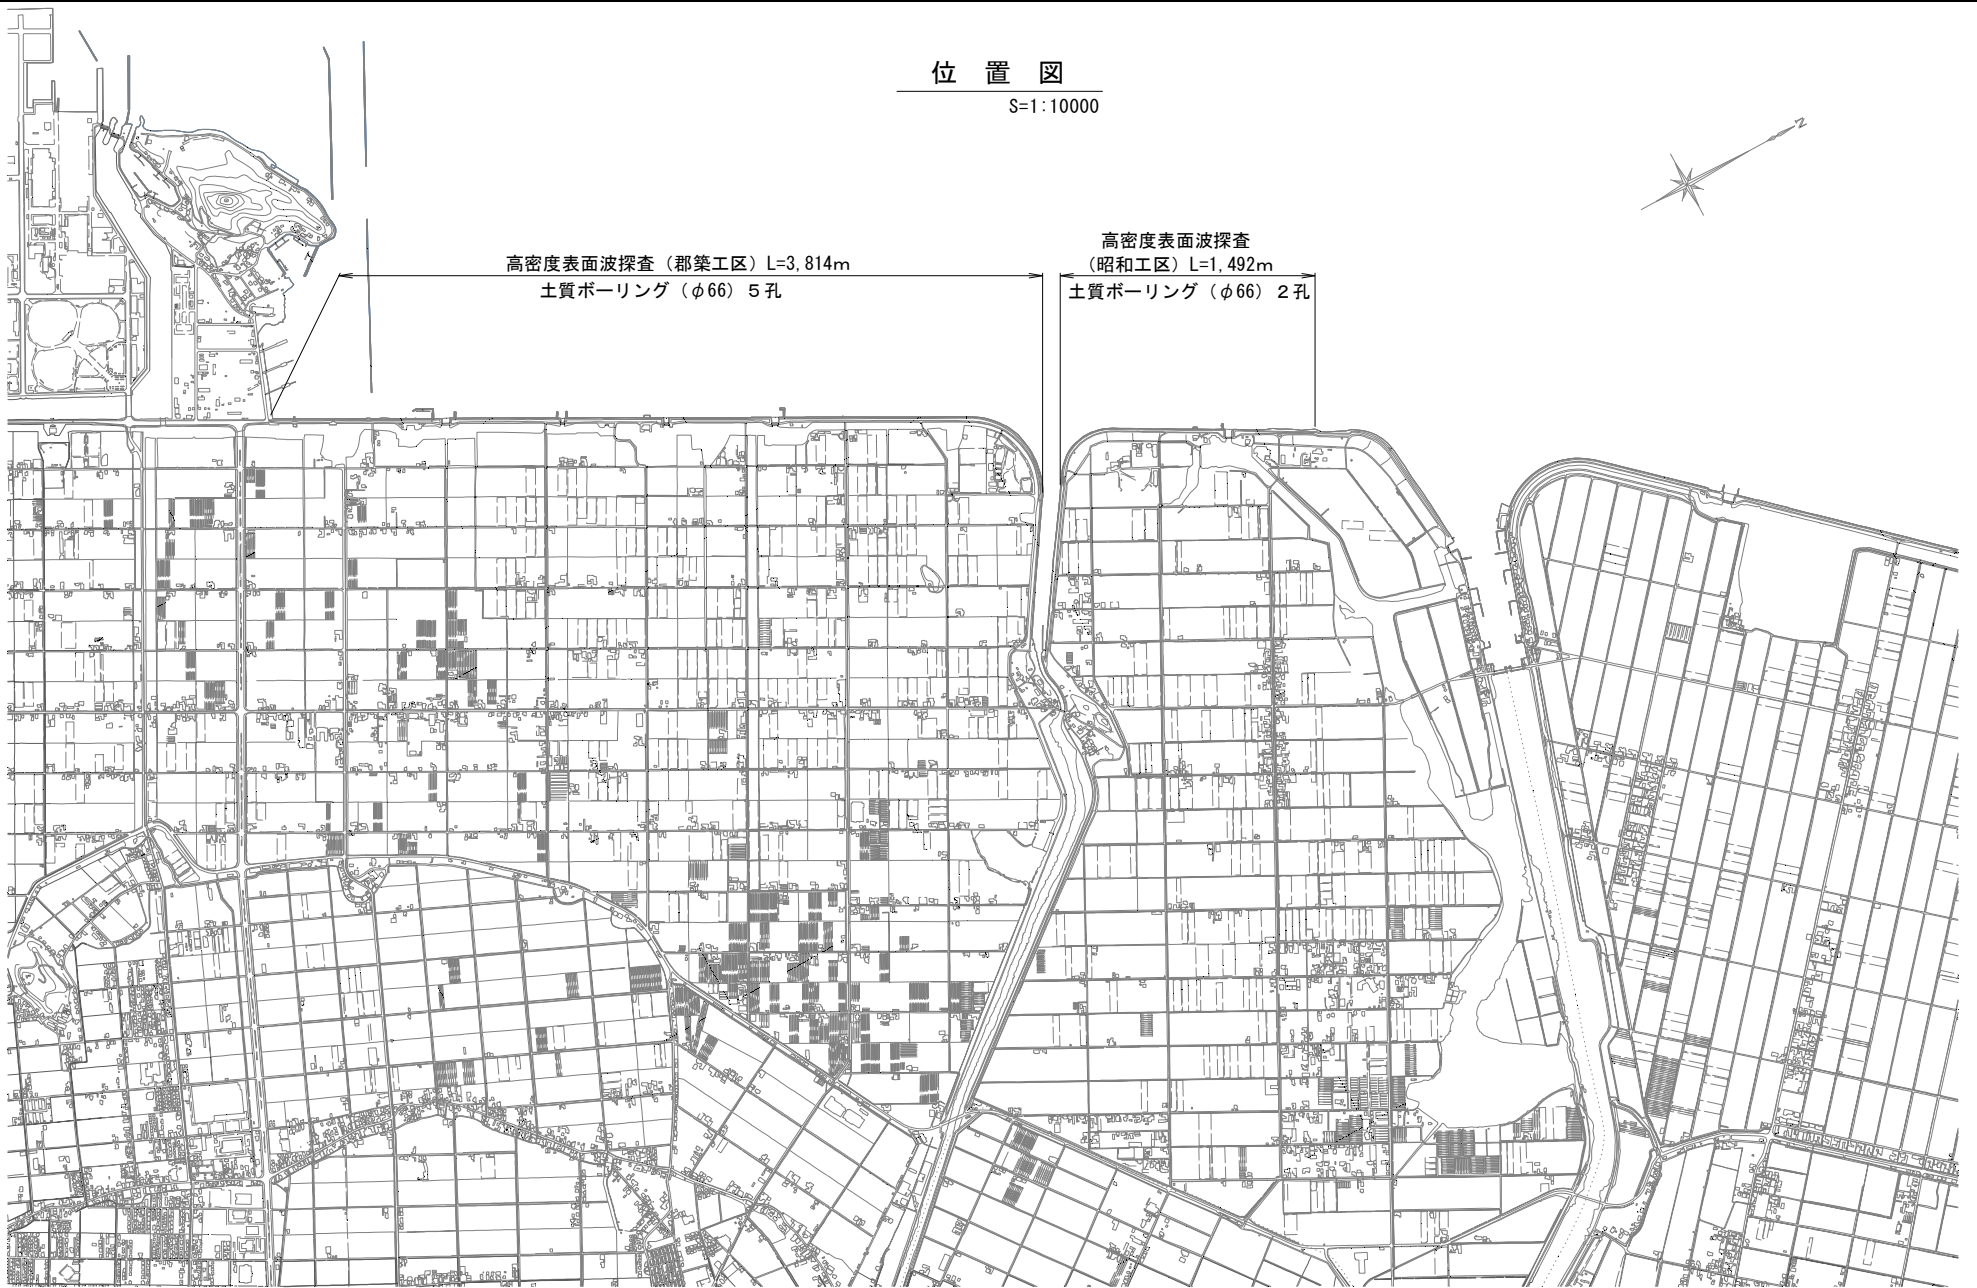 位 置 図
S=1:10000
N
高密度表面波探査（郡築工区）L=3,814m
土質ボーリング（φ66）５孔
高密度表面波探査
（昭和工区）L=1,492m
土質ボーリング（φ66）２孔